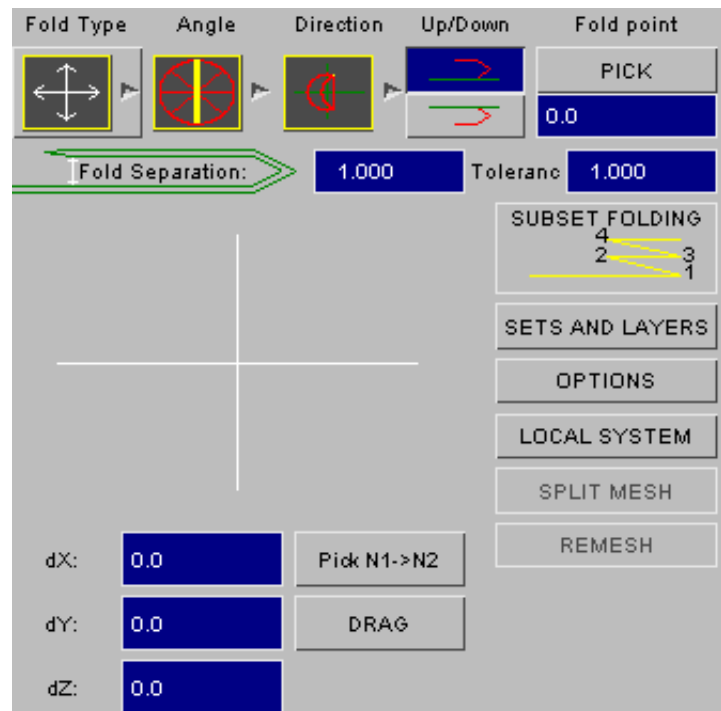 Fold Type Angle Direction Up/Down Fold point
PICK
0.0
Fold Separation: 1.000 Toleranc 1.000
SUBSET FOLDING
4
2 3
1
SETS AND LAYERS
OPTIONS
LOCAL SYSTEM
SPLIT MESH
REMESH
dX: 0.0 Pick N1->N2
dY: 0.0 DRAG
dZ: 0.0